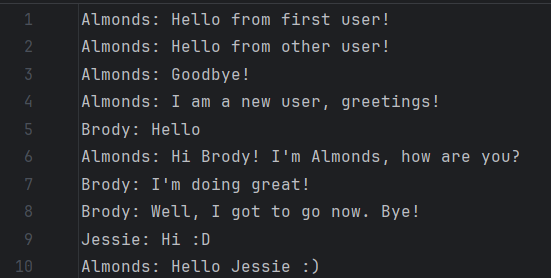 1 Almonds: Hello from first user!
2 Almonds: Hello from other user!
3 Almonds: Goodbye!
4 Almonds: I am a new user, greetings!
5 Brody: Hello
6 Almonds: Hi Brody! I'm Almonds, how are you?
7 Brody: I'm doing great!
8 Brody: Well, I got to go now. Bye!
9 Jessie: Hi :D
10 Almonds: Hello Jessie :)